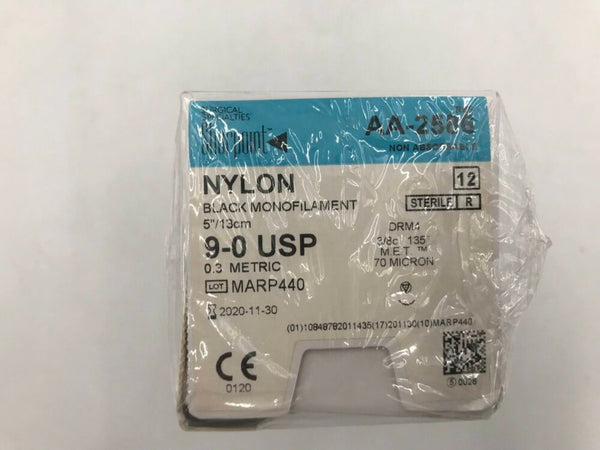 SURGICAL
SPECIALTIES
Sharpoint™
AA-2586
NON ABSORBABLE
NYLON
12
BLACK MONOFILAMENT
STERILE R
5"/13cm
9-0 USP
DRM4
3/8c 135°
M.E.T.™
70 MICRON
0.3 METRIC
LOT MARP440
2020-11-30
(01)10848782011435(17)201130(10)MARP440
CE
0120